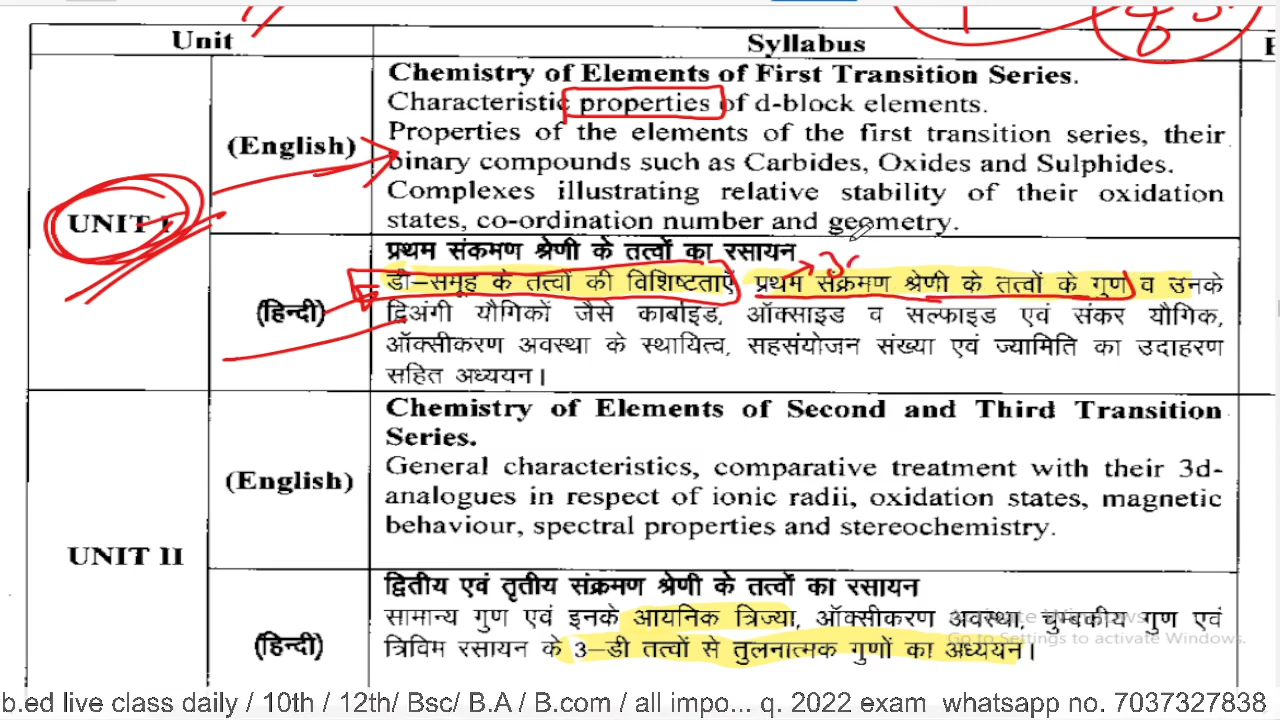 Unit Syllabus
Chemistry of Elements of First Transition Series.
Characteristic properties of d-block elements.
Properties of the elements of the first transition series, their
(English)
binary compounds such as Carbides, Oxides and Sulphides.
Complexes illustrating relative stability of their oxidation
UNIT I
states, co-ordination number and geometry.
प्रथम संकमण श्रेणी के तत्वों का रसायन
डी–समूह के तत्वों की विशिष्टताएँ प्रथम संक्रमण श्रेणी के तत्वों के गुण व उनके
(हिन्दी)
द्विअंगी यौगिकों जैसे कार्बाइड, ऑक्साइड व सल्फाइड एवं संकर यौगिक,
ऑक्सीकरण अवस्था के स्थायित्व, सहसंयोजन संख्या एवं ज्यामिति का उदाहरण
सहित अध्ययन।
Chemistry of Elements of Second and Third Transition
Series.
General characteristics, comparative treatment with their 3d-
(English)
analogues in respect of ionic radii, oxidation states, magnetic
behaviour, spectral properties and stereochemistry.
UNIT II
द्वितीय एवं तृतीय संक्रमण श्रेणी के तत्वों का रसायन
सामान्य गुण एवं इनके आयनिक त्रिज्या, ऑक्सीकरण अवस्था, चुम्बकीय गुण एवं
(हिन्दी)
त्रिविम रसायन के 3–डी तत्वों से तुलनात्मक गुणों का अध्ययन।
Activate Windows
Go to Settings to activate Windows.
b.ed live class daily / 10th / 12th/ Bsc/ B.A / B.com / all impo... q. 2022 exam whatsapp no. 7037327838